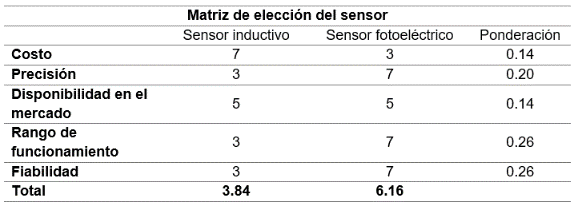 Matriz de elección del sensor
Sensor inductivo Sensor fotoeléctrico Ponderación
Costo 7 3 0.14
Precisión 3 7 0.20
Disponibilidad en el
mercado 5 5 0.14
Rango de
funcionamiento 3 7 0.26
Fiabilidad 3 7 0.26
Total 3.84 6.16